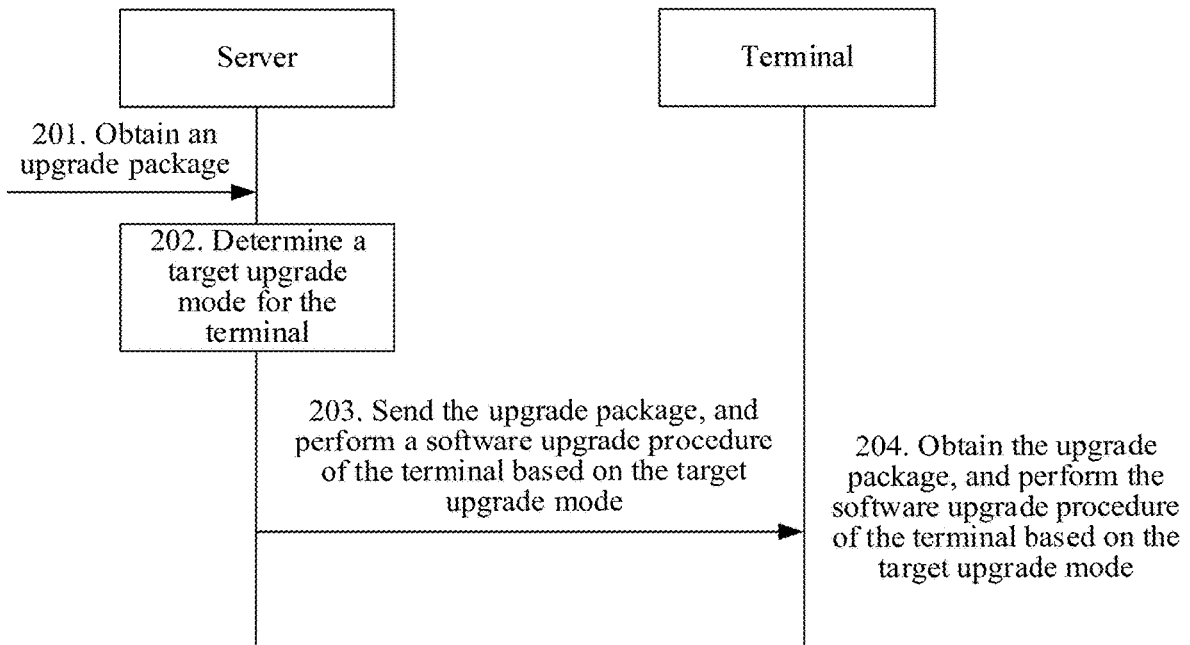 Server
Terminal
201. Obtain an
upgrade package
202. Determine a
target upgrade
mode for the
terminal
203. Send the upgrade package, and
perform a software upgrade procedure
of the terminal based on the target
upgrade mode
204. Obtain the upgrade
package, and perform the
software upgrade procedure
of the terminal based on the
target upgrade mode